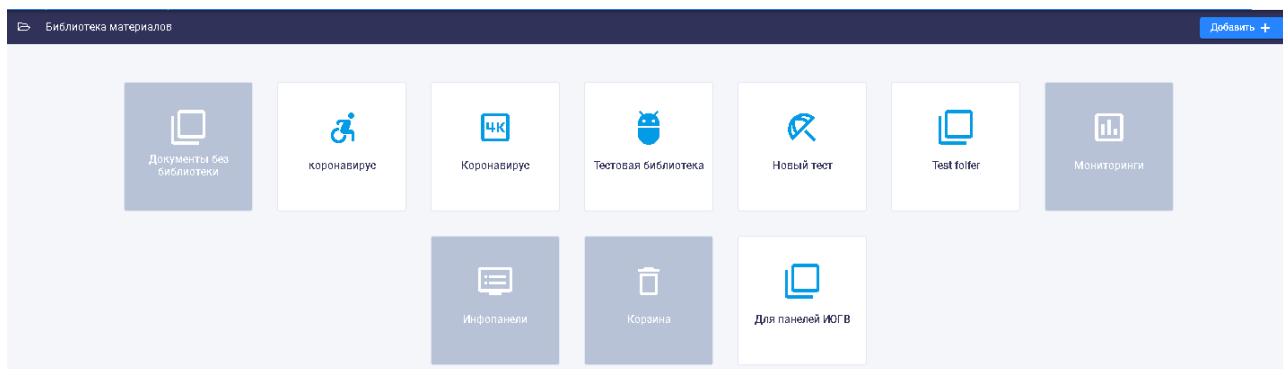 Библиотека материалов
Добавить +
Документы без
библиотеки
коронавирус
4K
Коронавирус
Тестовая библиотека
Новый тест
Test folfer
Мониторинги
Инфопанели
Корзина
Для панелей ИОГВ